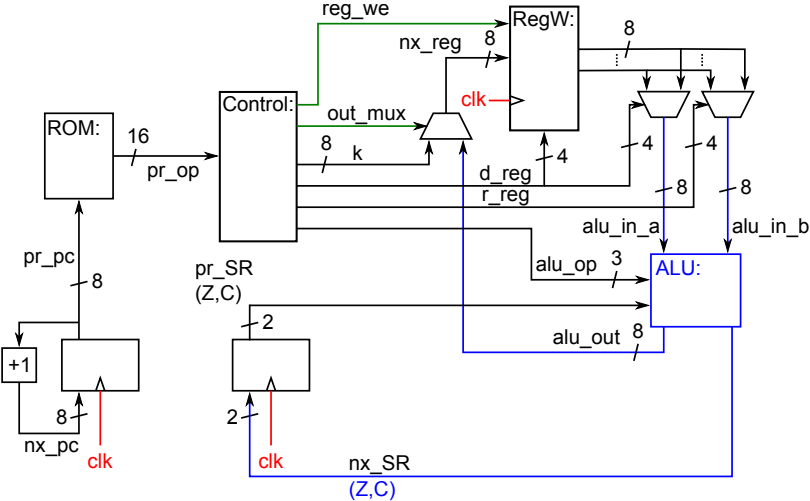 reg_we
RegW:
8
nx_reg
8
clk
Control:
ROM:
16
pr_op
out_mux
8
k
4
4
4
d_reg
r_reg
8
8
alu_in_a
alu_in_b
pr_pc
8
pr_SR
(Z,C)
alu_op
3
ALU:
2
alu_out
8
+1
8
nx_pc
clk
2
clk
nx_SR
(Z,C)